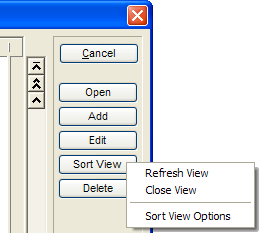 Cancel
Open
Add
Edit
Sort View
Delete
Refresh View
Close View
Sort View Options